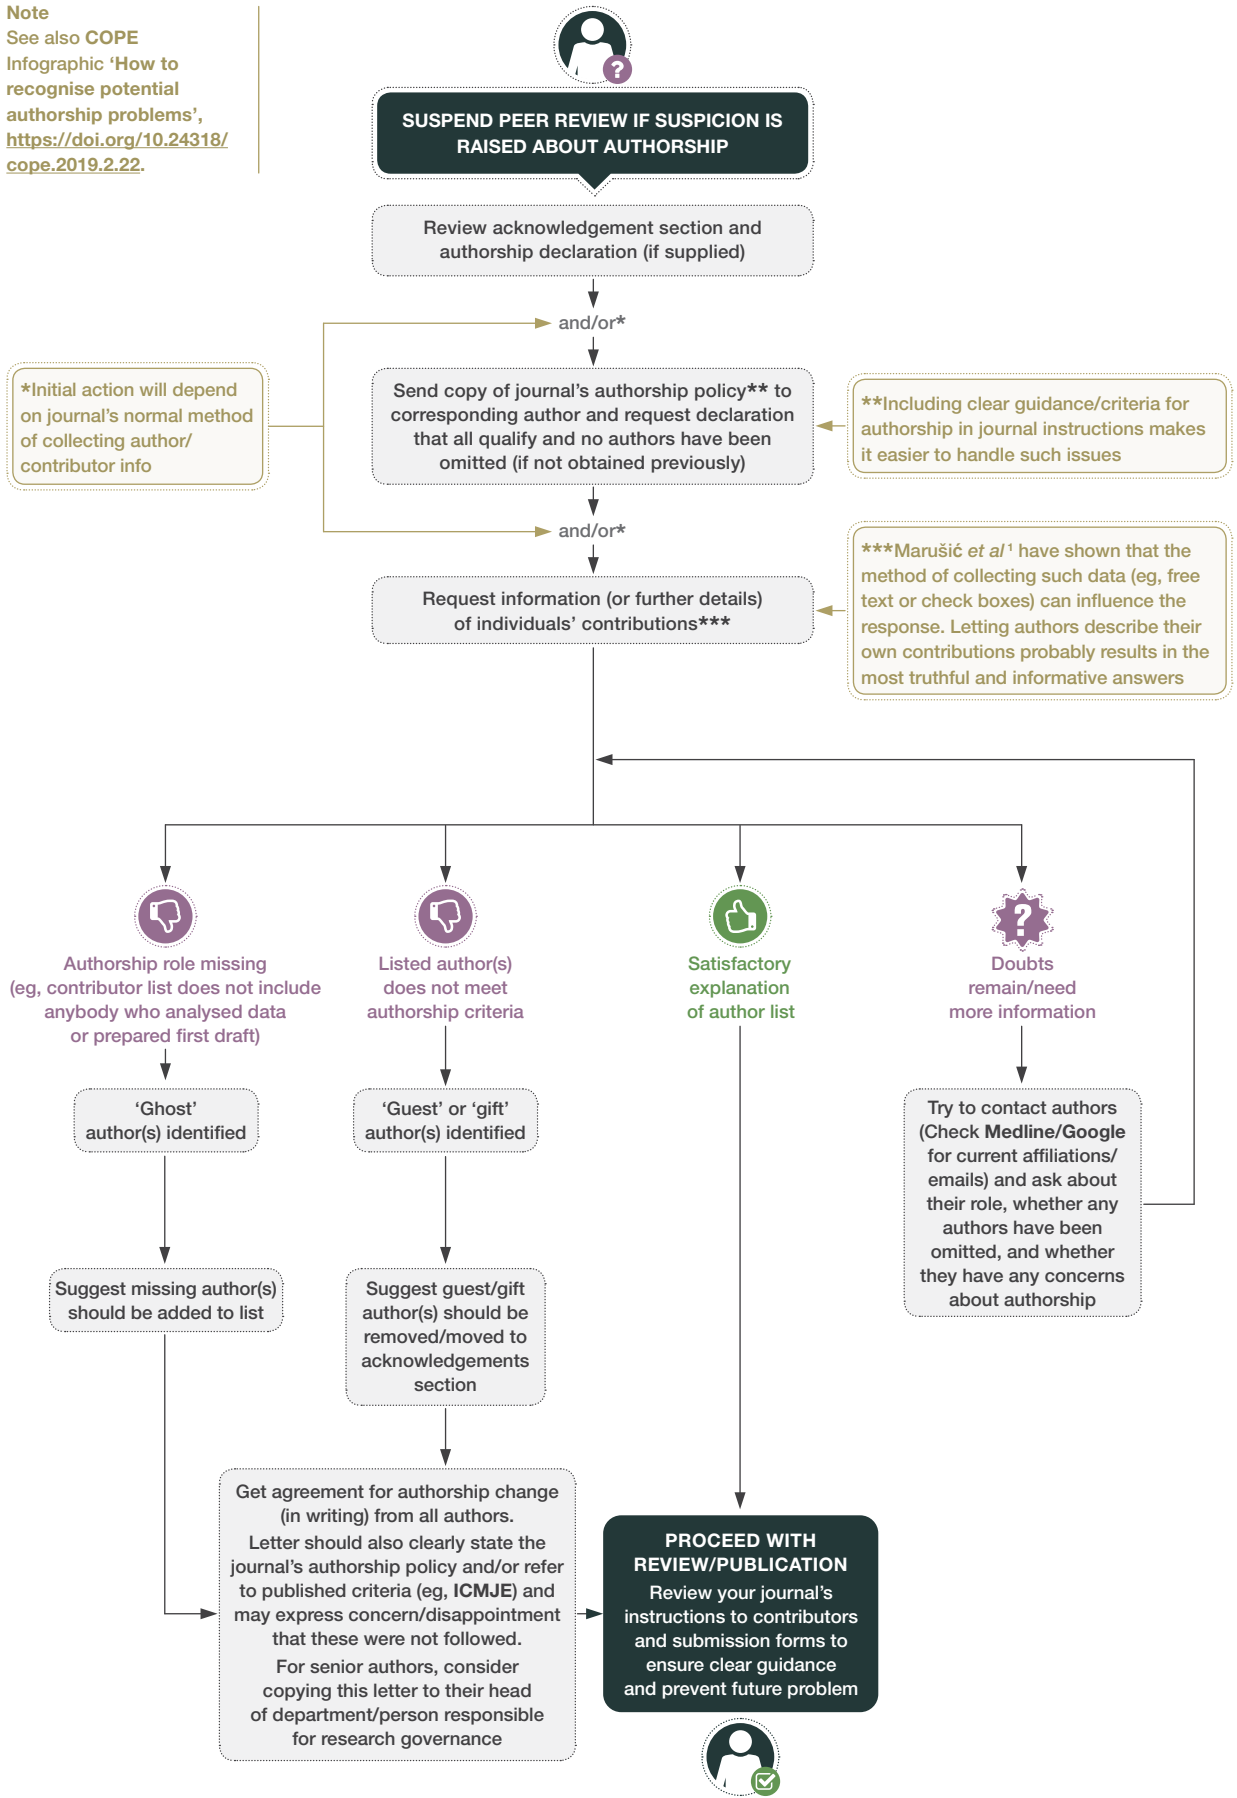 Note
See also COPE
Infographic ‘How to
recognise potential
authorship problems’,
https://doi.org/10.24318/
cope.2019.2.22.
?
SUSPEND PEER REVIEW IF SUSPICION IS
RAISED ABOUT AUTHORSHIP
Review acknowledgement section and
authorship declaration (if supplied)
and/or*
*Initial action will depend
on journal’s normal method
of collecting author/
contributor info
Send copy of journal’s authorship policy** to
corresponding author and request declaration
that all qualify and no authors have been
omitted (if not obtained previously)
**Including clear guidance/criteria for
authorship in journal instructions makes
it easier to handle such issues
and/or*
Request information (or further details)
of individuals’ contributions***
***Marušić et al¹ have shown that the
method of collecting such data (eg, free
text or check boxes) can influence the
response. Letting authors describe their
own contributions probably results in the
most truthful and informative answers
Authorship role missing
(eg, contributor list does not include
anybody who analysed data
or prepared first draft)
Listed author(s)
does not meet
authorship criteria
Satisfactory
explanation
of author list
?
Doubts
remain/need
more information
‘Ghost’
author(s) identified
‘Guest’ or ‘gift’
author(s) identified
Try to contact authors
(Check Medline/Google
for current affiliations/
emails) and ask about
their role, whether any
authors have been
omitted, and whether
they have any concerns
about authorship
Suggest missing author(s)
should be added to list
Suggest guest/gift
author(s) should be
removed/moved to
acknowledgements
section
Get agreement for authorship change
(in writing) from all authors.
Letter should also clearly state the
journal’s authorship policy and/or refer
to published criteria (eg, ICMJE) and
may express concern/disappointment
that these were not followed.
For senior authors, consider
copying this letter to their head
of department/person responsible
for research governance
PROCEED WITH
REVIEW/PUBLICATION
Review your journal’s
instructions to contributors
and submission forms to
ensure clear guidance
and prevent future problem